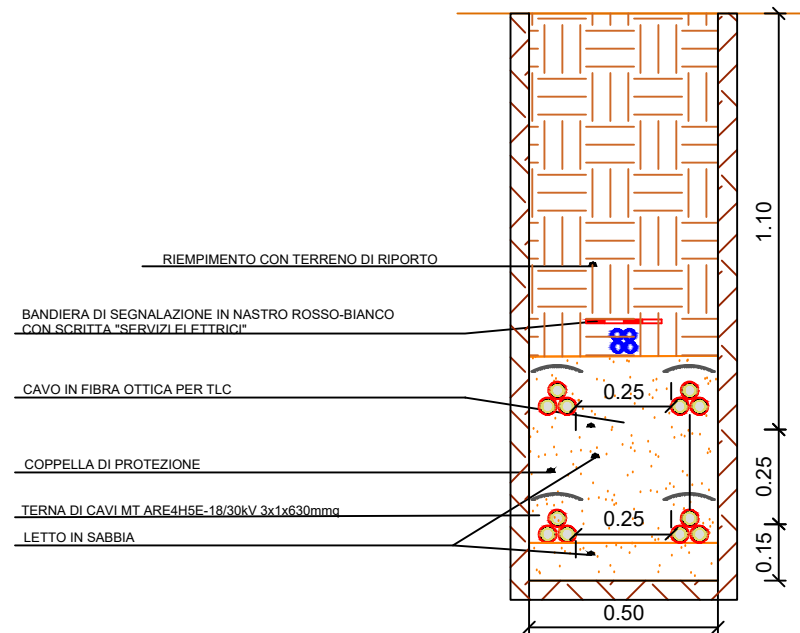 1.10
RIEMPIMENTO CON TERRENO DI RIPORTO
BANDIERA DI SEGNALAZIONE IN NASTRO ROSSO-BIANCO
CON SCRITTA "SERVIZI ELETTRICI"
CAVO IN FIBRA OTTICA PER TLC
0.25
COPPELLA DI PROTEZIONE
0.25
TERNA DI CAVI MT ARE4H5E-18/30kV 3x1x630mmq
0.25
LETTO IN SABBIA
0.15
0.50